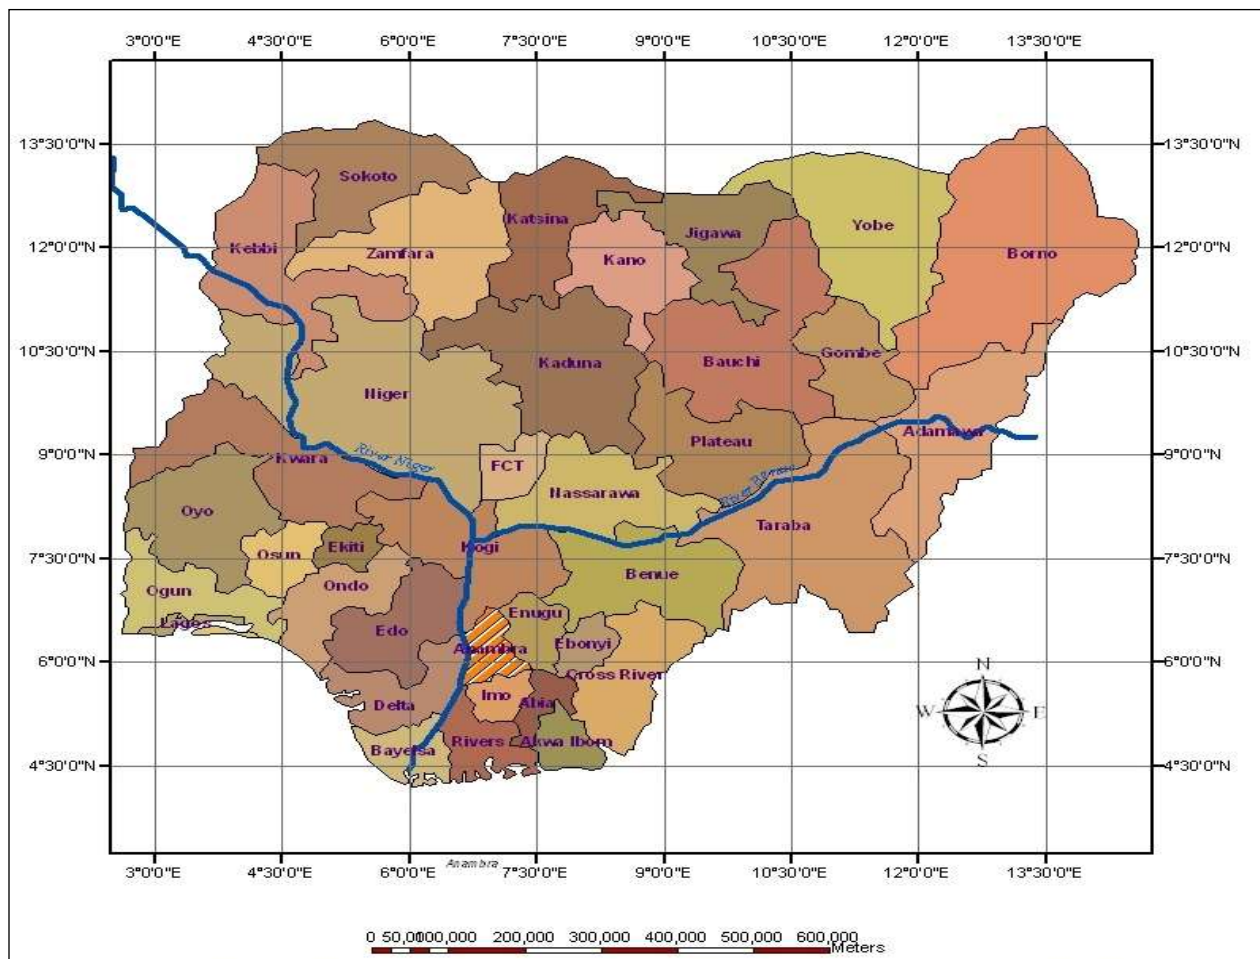 3°0'0"E 4°30'0"E 6°0'0"E 7°30'0"E 9°0'0"E 10°30'0"E 12°0'0"E 13°30'0"E
13°30'0"N 13°30'0"N
Sokoto
Katsina
Yobe
Jigawa
Kebbi
Zamfara
Kano
Borno
12°0'0"N 12°0'0"N
10°30'0"N 10°30'0"N
Kaduna
Bauchi
Gombe
Niger
Plateau
Adamawa
9°0'0"N 9°0'0"N
Kwara
River Niger
FCT
Nassarawa
River Benue
Oyo
Taraba
Osun
Ekiti
Kogi
7°30'0"N 7°30'0"N
Ogun
Ondo
Benue
Lagos
Edo
Enugu
Anambra
Ebonyi
6°0'0"N 6°0'0"N
Cross River
Delta
Imo
Abia
N
W E
S
Bayelsa
Rivers
Akwa Ibom
4°30'0"N 4°30'0"N
3°0'0"E 4°30'0"E 6°0'0"E 7°30'0"E 9°0'0"E 10°30'0"E 12°0'0"E 13°30'0"E
Anambra
0 50,000 100,000 200,000 300,000 400,000 500,000 600,000
Meters